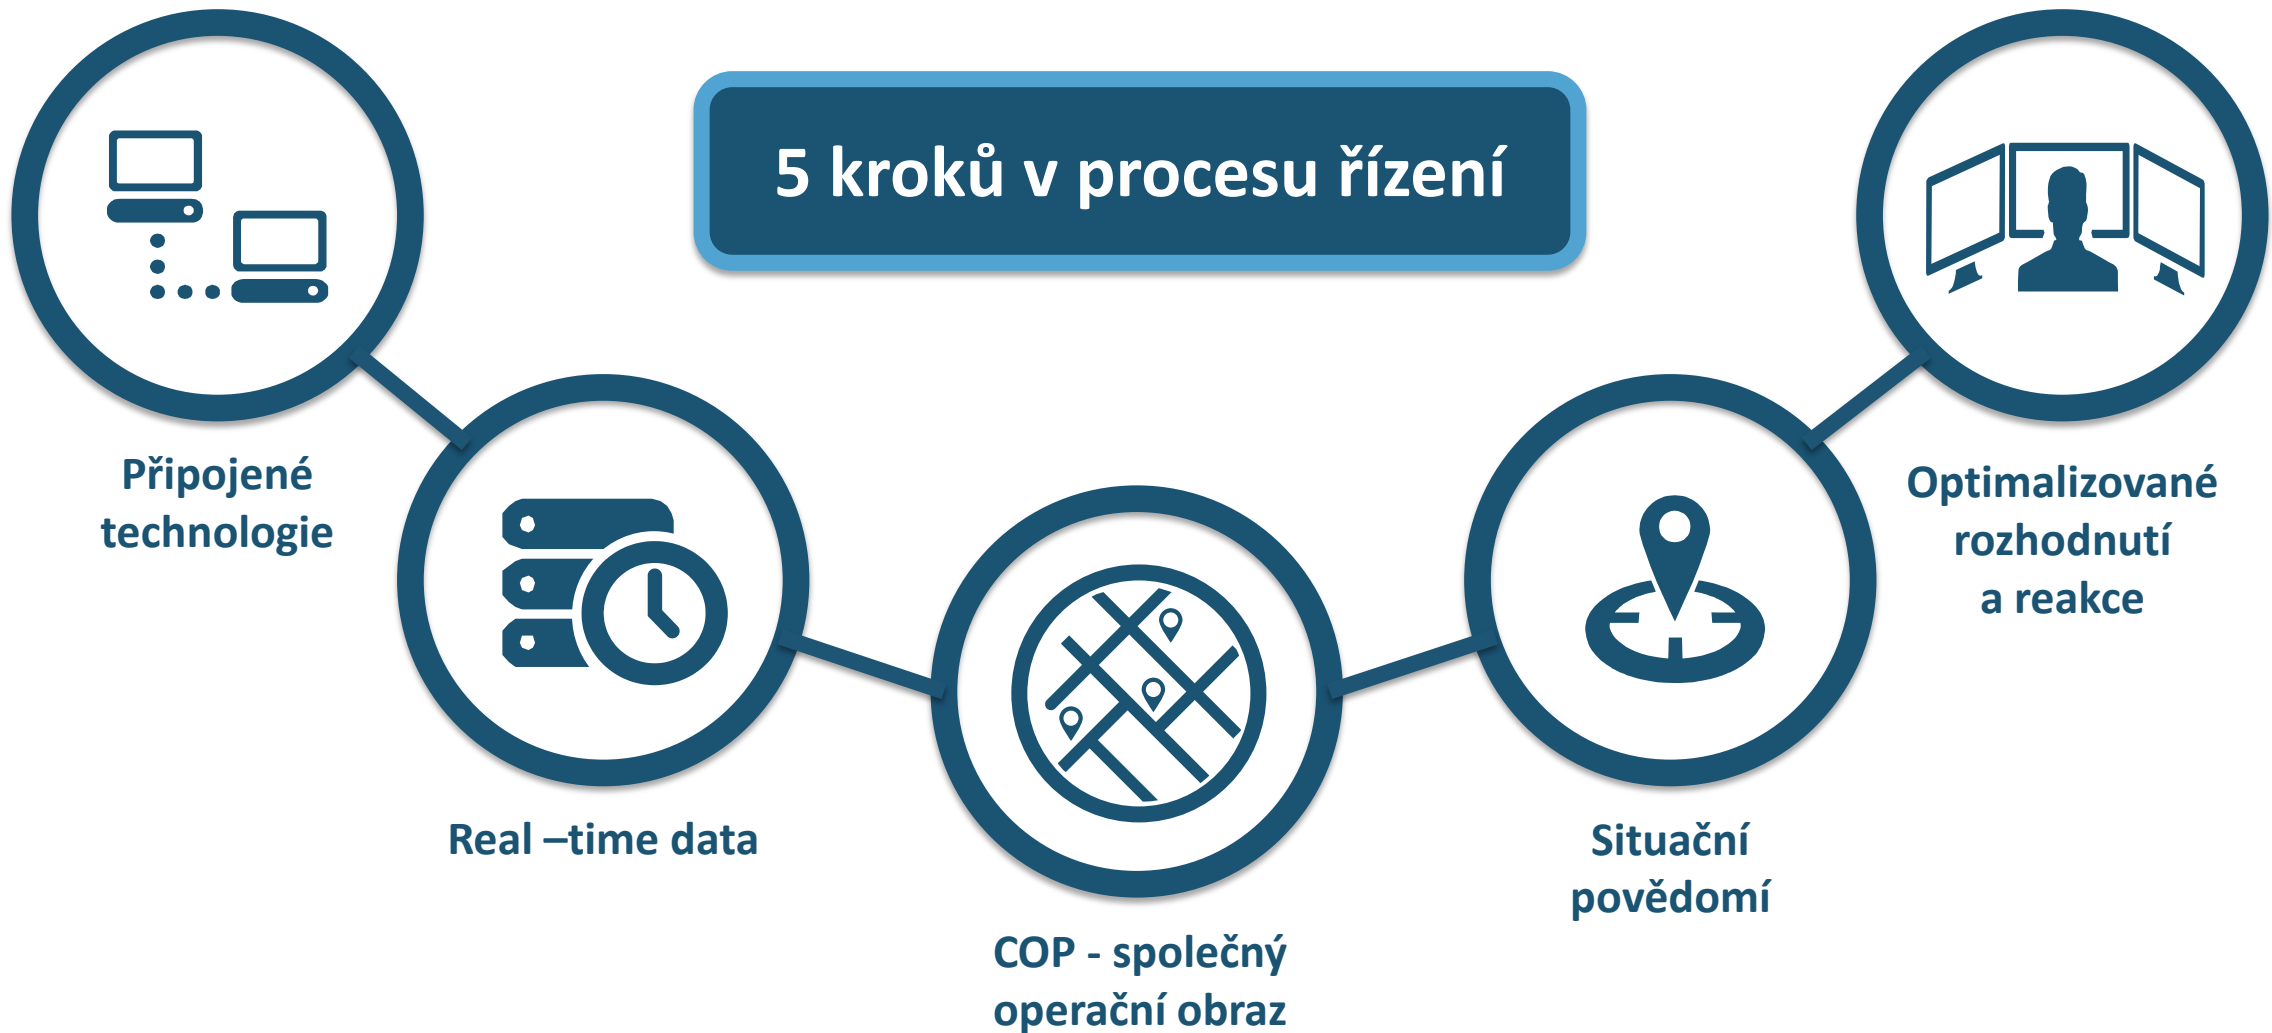 5 kroků v procesu řízení
Připojené
technologie
Real –time data
COP - společný
operační obraz
Situační
povědomí
Optimalizované
rozhodnutí
a reakce